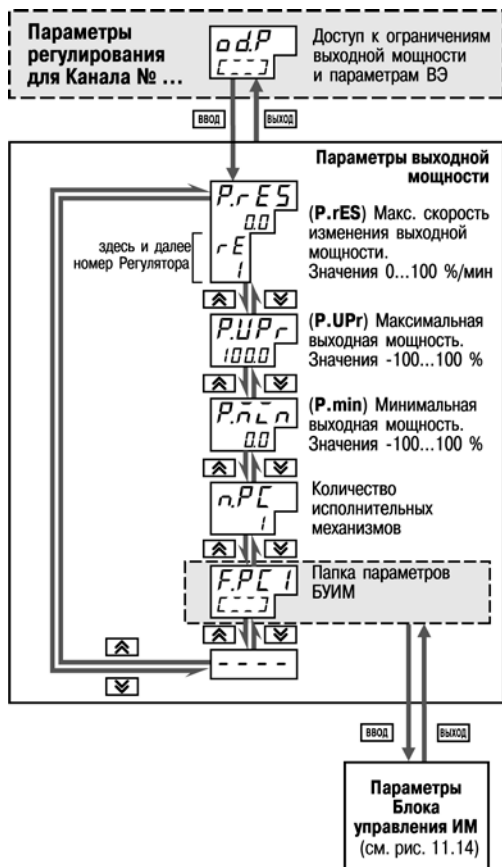 Параметры
регулирования
для Канала № ...
od.P
[---]
Доступ к ограничениям
выходной мощности
и параметрам ВЭ
ВВОД
ВЫХОД
Параметры выходной
мощности
P.rES
0.0
rE
1
здесь и далее
номер Регулятора
(P.rES) Макс. скорость
изменения выходной
мощности.
Значения 0...100 %/мин
P.UPr
100.0
(P.UPr) Максимальная
выходная мощность.
Значения -100...100 %
P.min
0.0
(P.min) Минимальная
выходная мощность.
Значения -100...100 %
n.PC
1
Количество
исполнительных
механизмов
F.PC1
[---]
Папка параметров
БУИМ
----
ВВОД
ВЫХОД
Параметры
Блока
управления ИМ
(см. рис. 11.14)